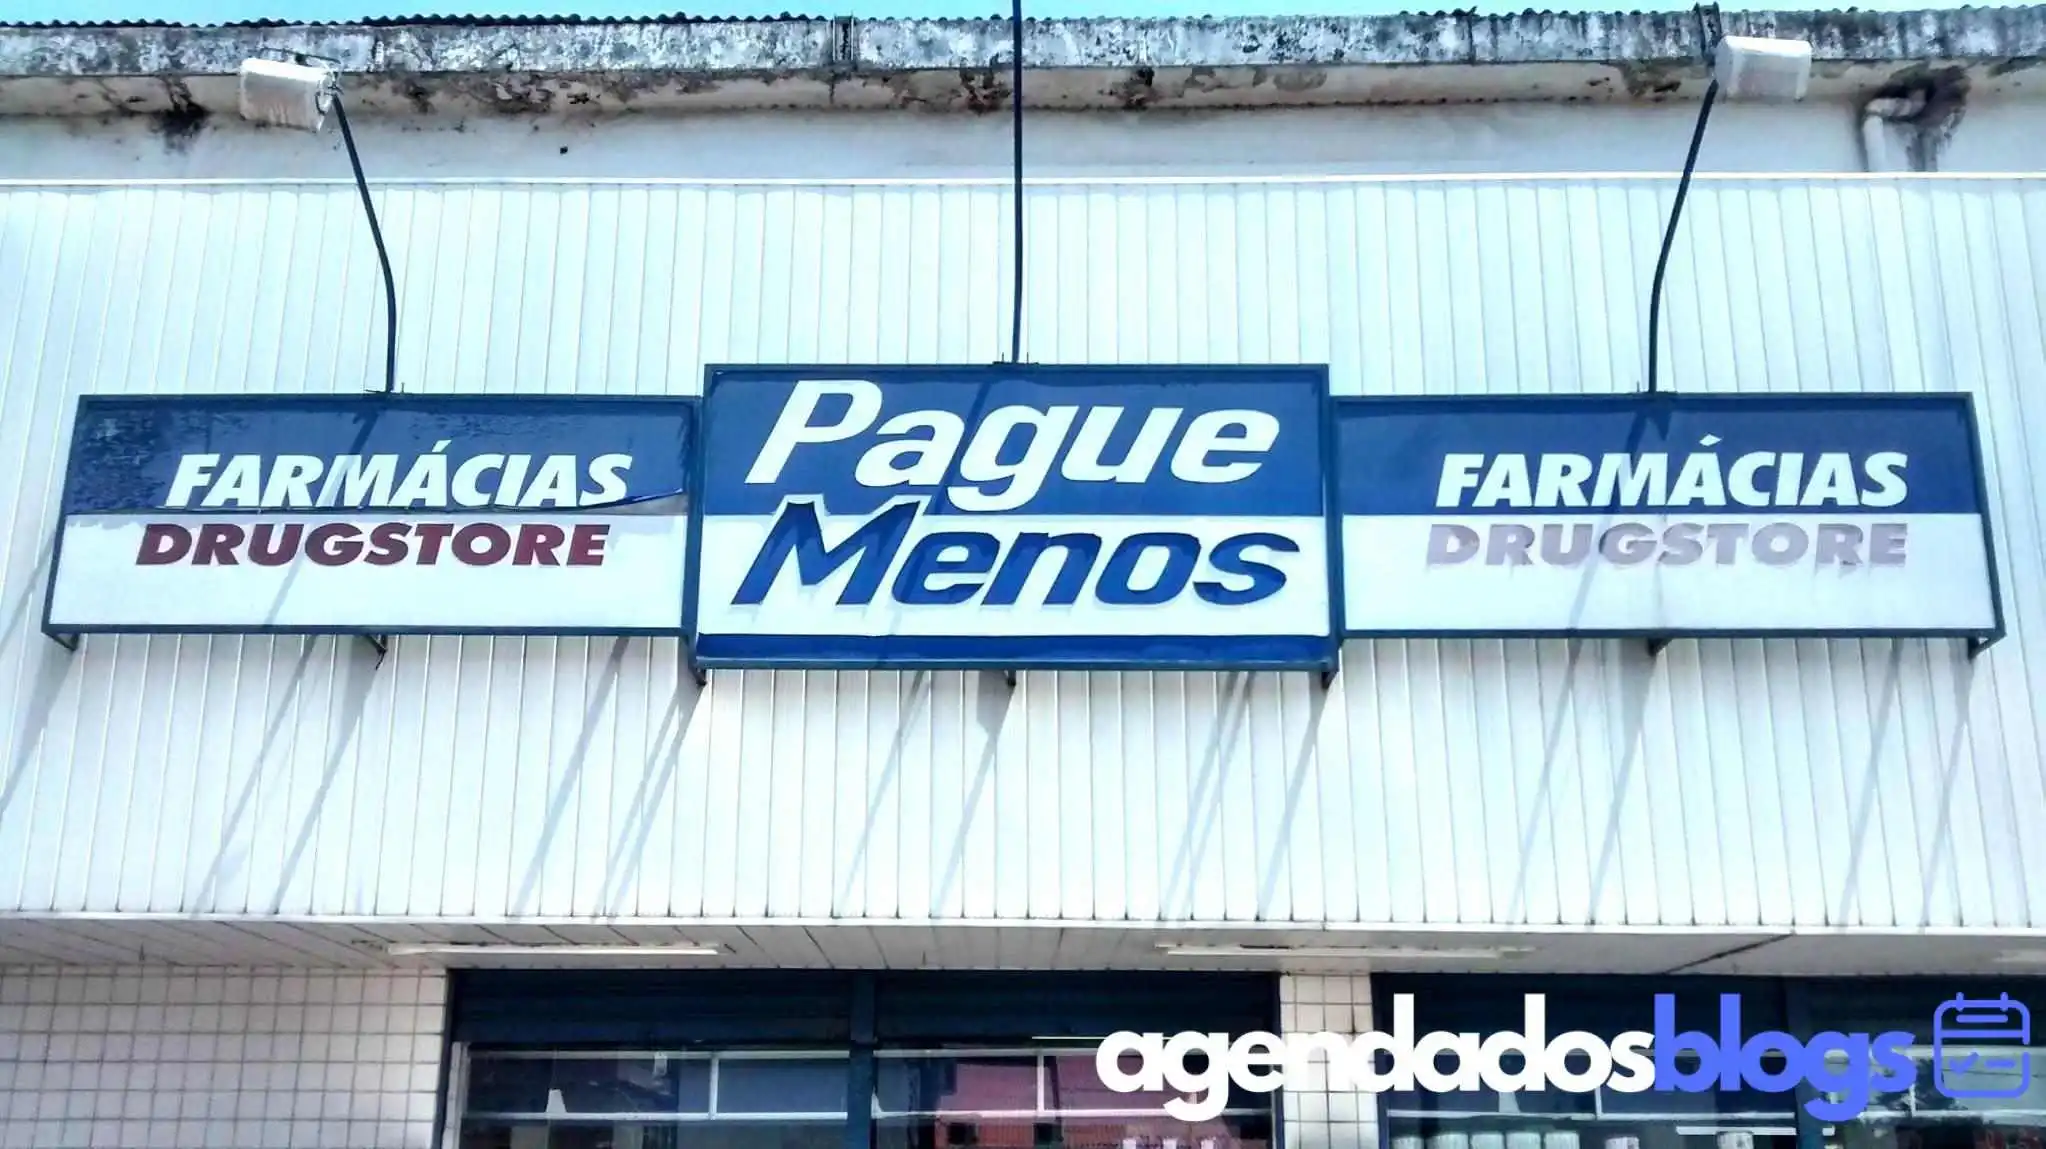 FARMÁCIAS
DRUGSTORE
Pague
Menos
FARMÁCIAS
DRUGSTORE
agendadosblogs